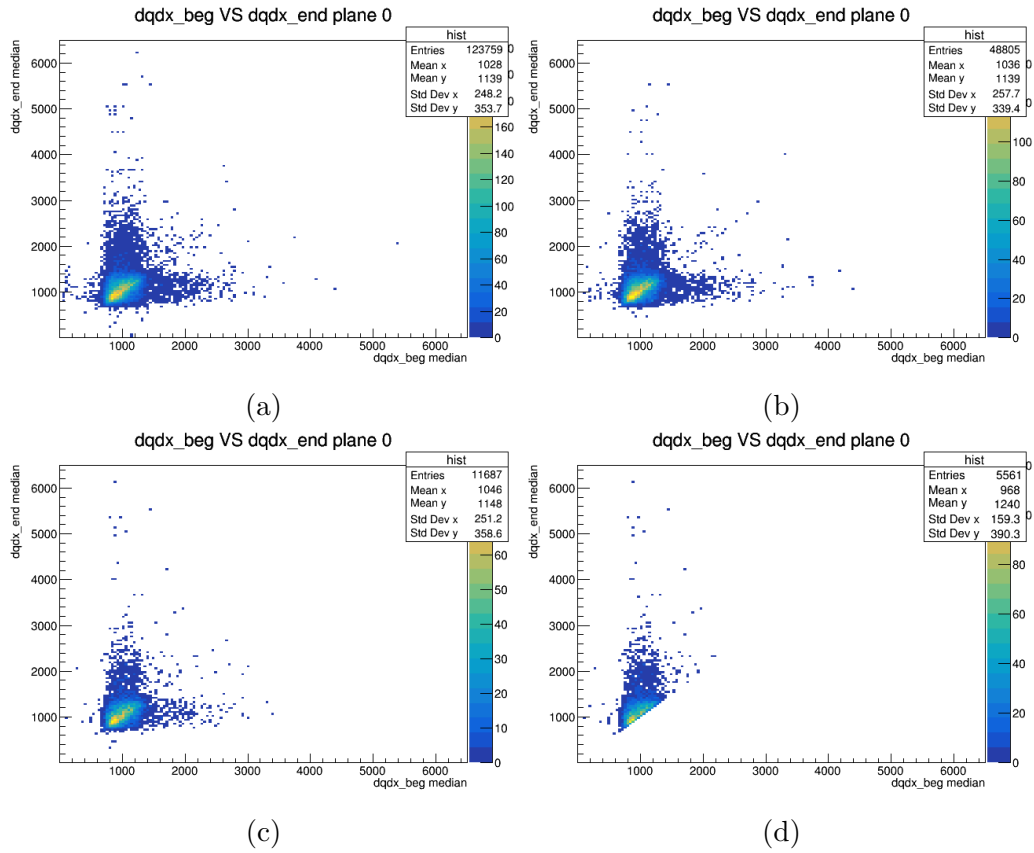 dqdx_beg VS dqdx_end plane 0
hist
Entries 123759
Mean x 1028
Mean y 1139
Std Dev x 248.2
Std Dev y 353.7
dqdx_end median
6000
5000
4000
3000
2000
1000
1000 2000 3000 4000 5000 6000
dqdx_beg median
160
140
120
100
80
60
40
20
0
(a)
dqdx_beg VS dqdx_end plane 0
hist
Entries 48805
Mean x 1036
Mean y 1139
Std Dev x 257.7
Std Dev y 339.4
dqdx_end median
6000
5000
4000
3000
2000
1000
1000 2000 3000 4000 5000 6000
dqdx_beg median
100
80
60
40
20
0
(b)
dqdx_beg VS dqdx_end plane 0
hist
Entries 11687
Mean x 1046
Mean y 1148
Std Dev x 251.2
Std Dev y 358.6
dqdx_end median
6000
5000
4000
3000
2000
1000
1000 2000 3000 4000 5000 6000
dqdx_beg median
60
50
40
30
20
10
0
(c)
dqdx_beg VS dqdx_end plane 0
hist
Entries 5561
Mean x 968
Mean y 1240
Std Dev x 159.3
Std Dev y 390.3
dqdx_end median
6000
5000
4000
3000
2000
1000
1000 2000 3000 4000 5000 6000
dqdx_beg median
80
60
40
20
0
(d)